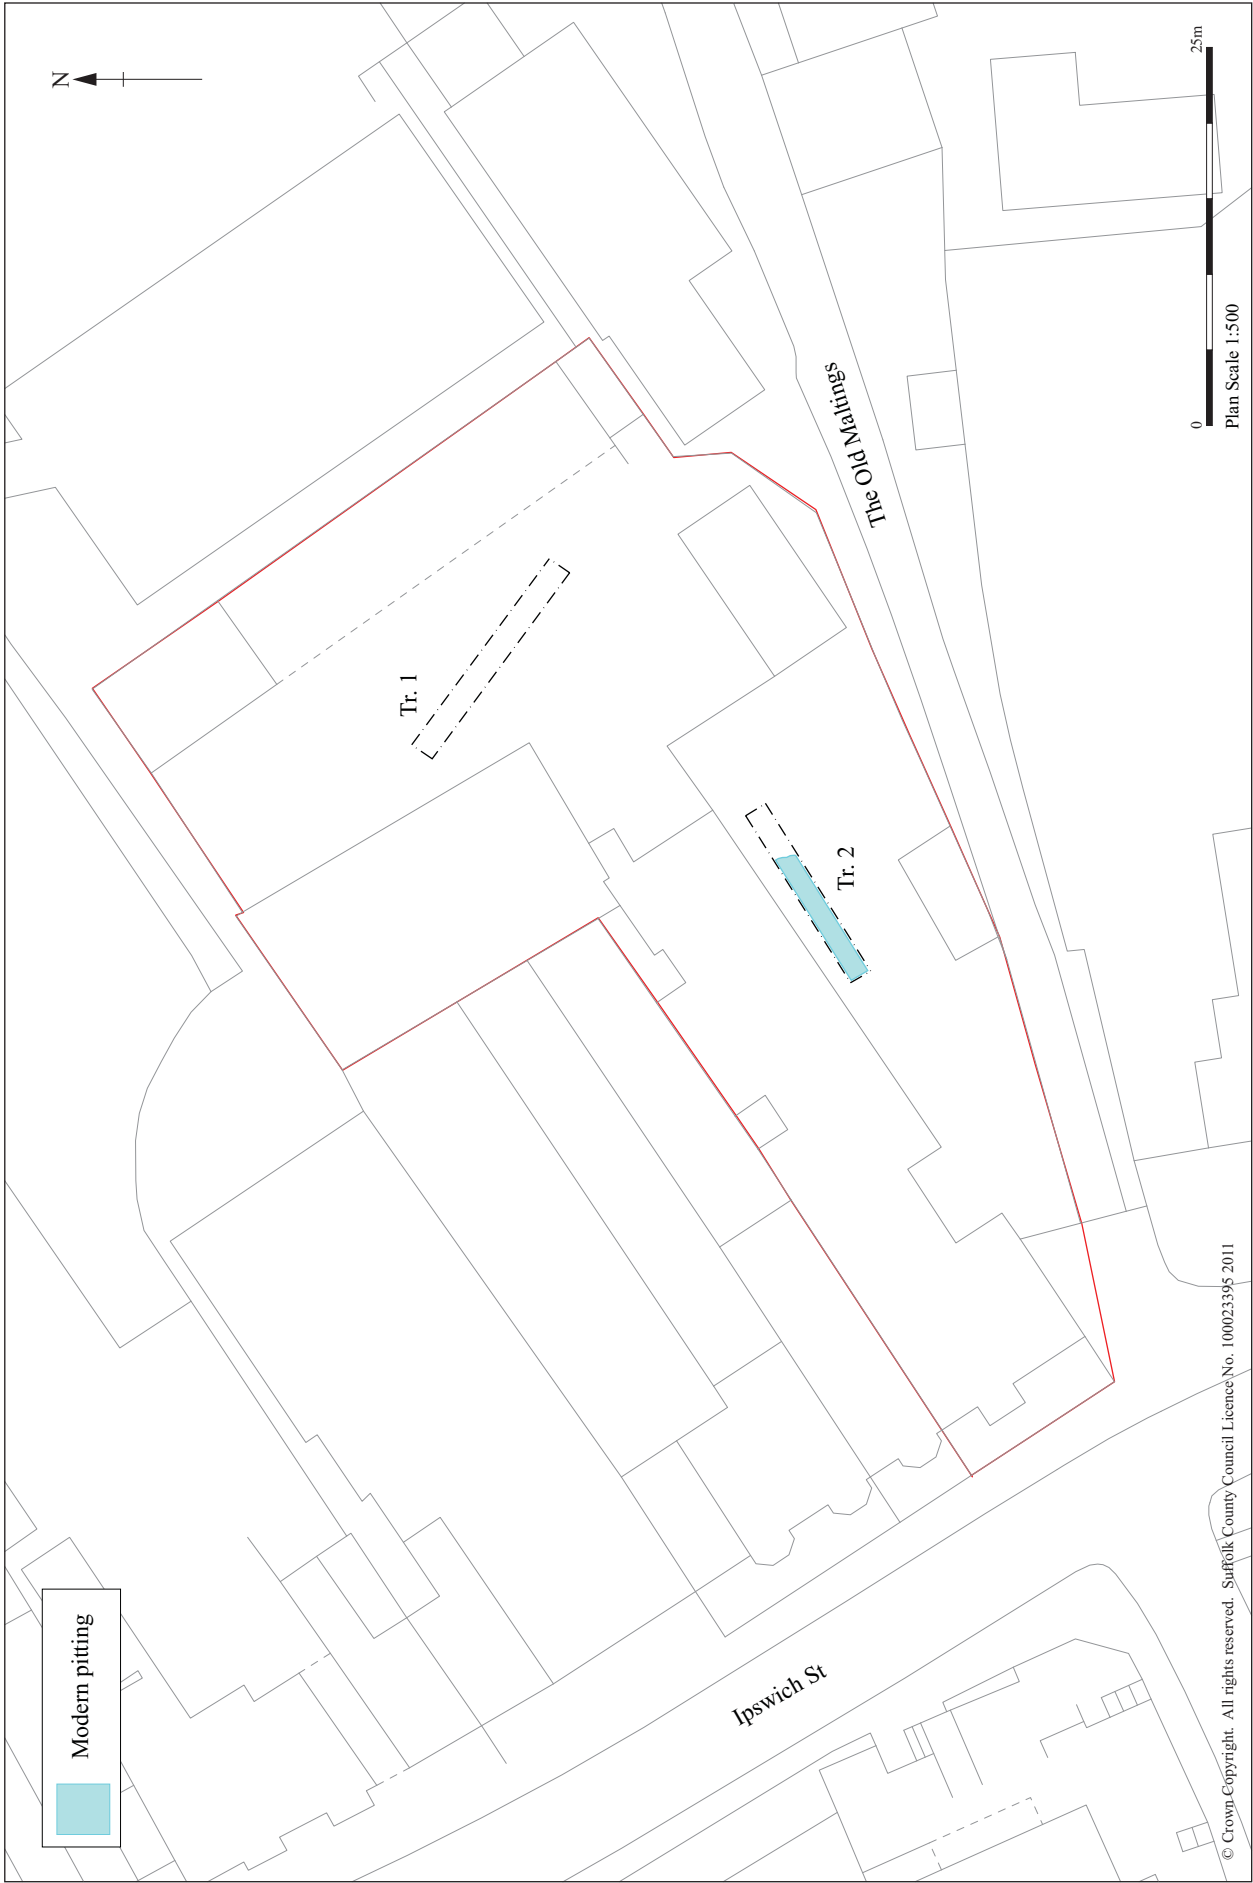 N
Modern pitting
Tr. 1
Tr. 2
The Old Maltings
Ipswich St
0
25m
Plan Scale 1:500
© Crown Copyright. All rights reserved. Suffolk County Council Licence No. 100023395 2011